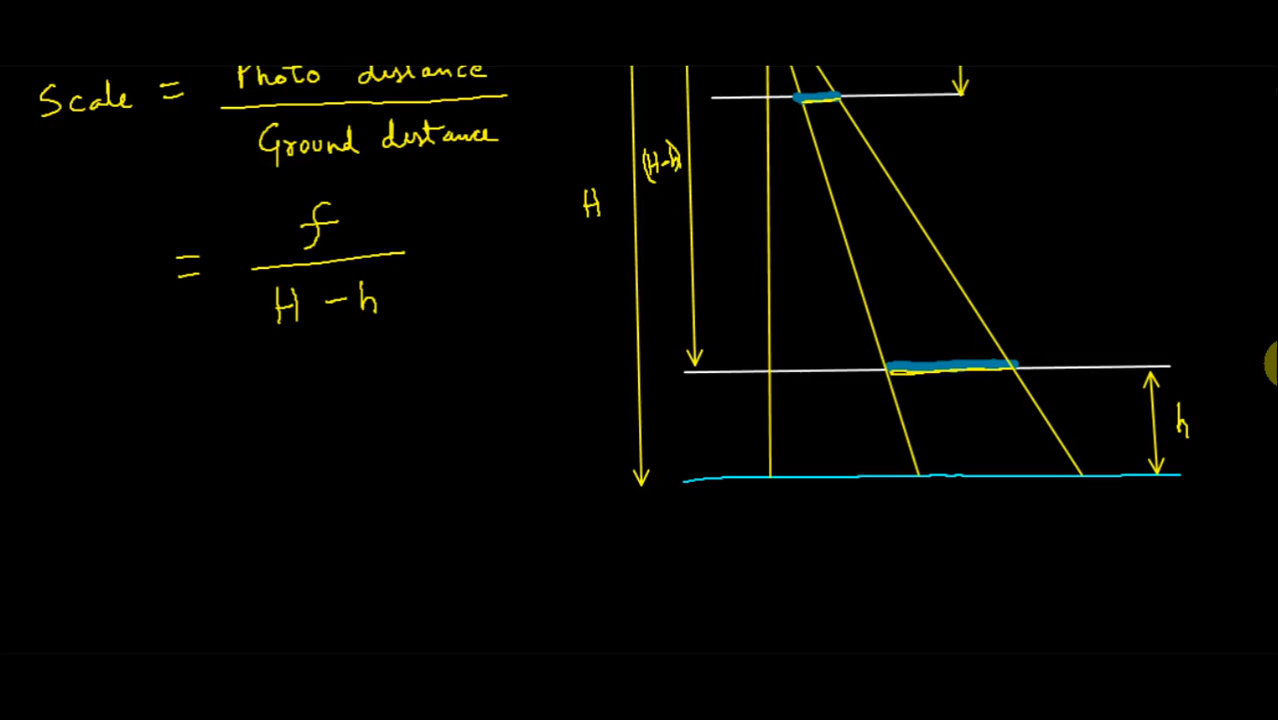 Photo distance
Scale =
Ground distance
= f
H - h
H
(H-h)
h